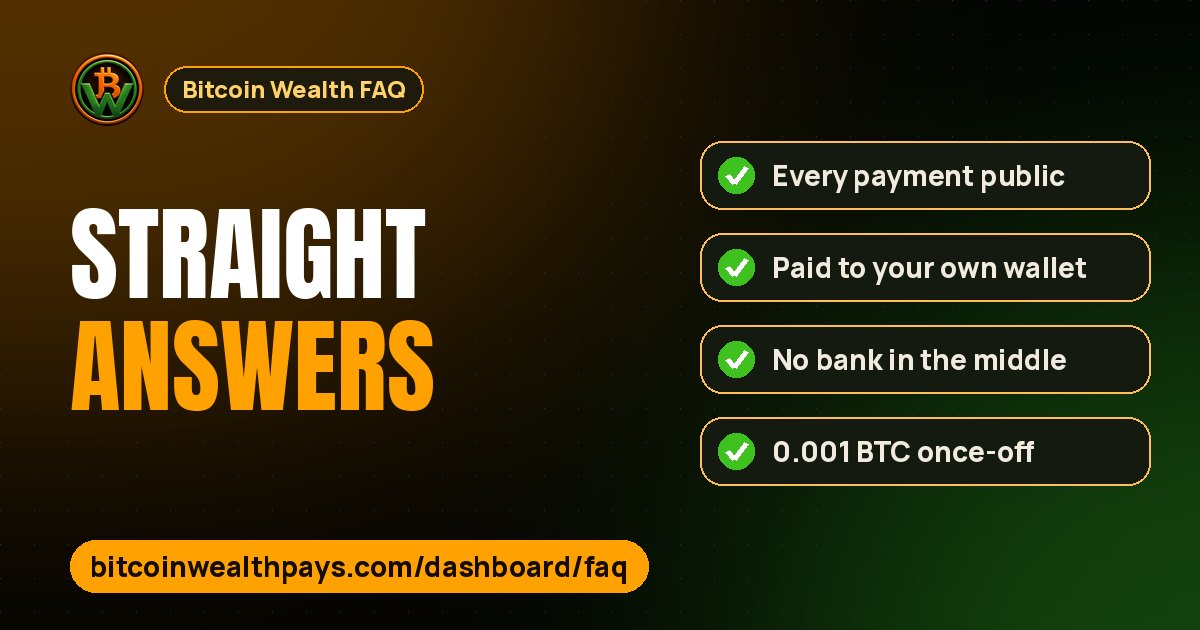 Bitcoin Wealth FAQ
STRAIGHT
ANSWERS
Every payment public
Paid to your own wallet
No bank in the middle
0.001 BTC once-off
bitcoinwealthpays.com/dashboard/faq